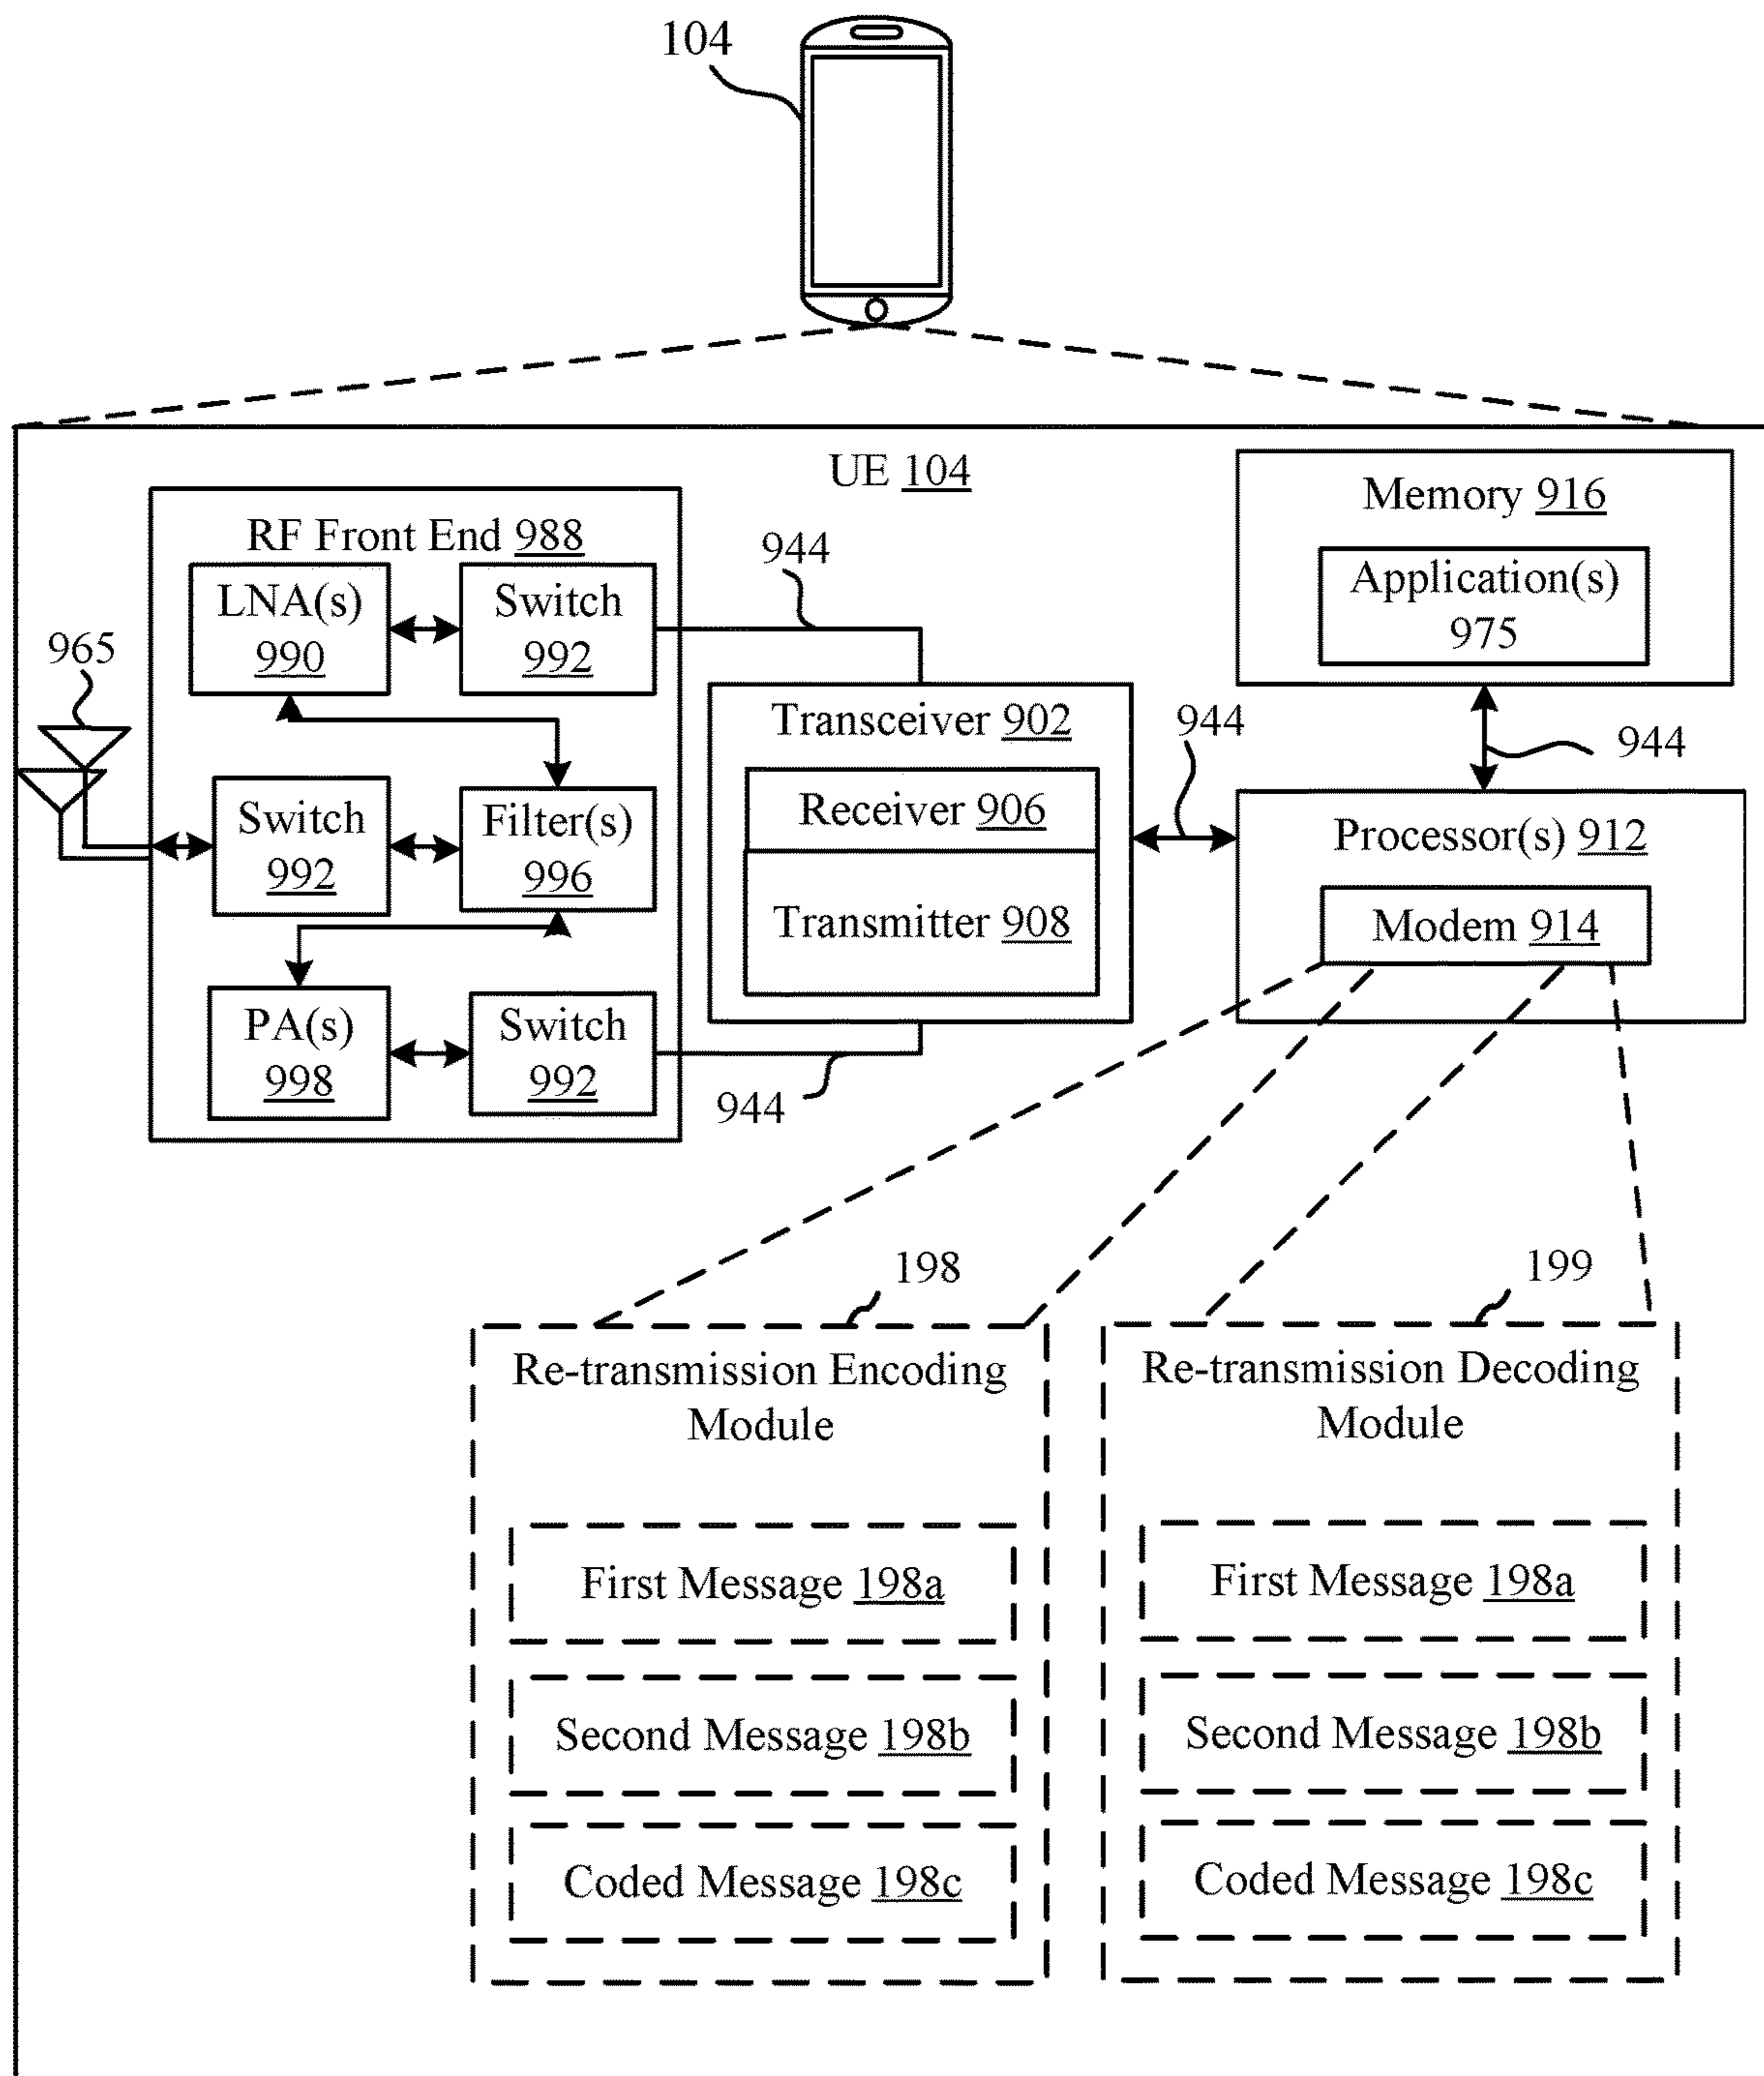 104
UE 104
RF Front End 988
LNA(s)
990
Switch
992
944
Memory 916
Application(s)
975
965
Transceiver 902
944
944
Switch
992
Filter(s)
996
Receiver 906
Processor(s) 912
Transmitter 908
Modem 914
PA(s)
998
Switch
992
944
198
199
Re-transmission Encoding
Module
First Message 198a
Second Message 198b
Coded Message 198c
Re-transmission Decoding
Module
First Message 198a
Second Message 198b
Coded Message 198c